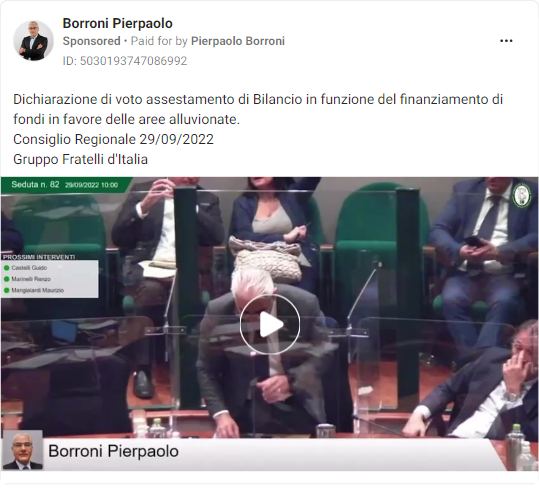 Borroni Pierpaolo
Sponsored • Paid for by Pierpaolo Borroni
ID: 5030193747086992
Dichiarazione di voto assestamento di Bilancio in funzione del finanziamento di
fondi in favore delle aree alluvionate.
Consiglio Regionale 29/09/2022
Gruppo Fratelli d'Italia
Seduta n. 82 29/09/2022 10:00
PROSSIMI INTERVENTI
Castelli Guido
Marinelli Renzo
Mangialardi Maurizio
Borroni Pierpaolo